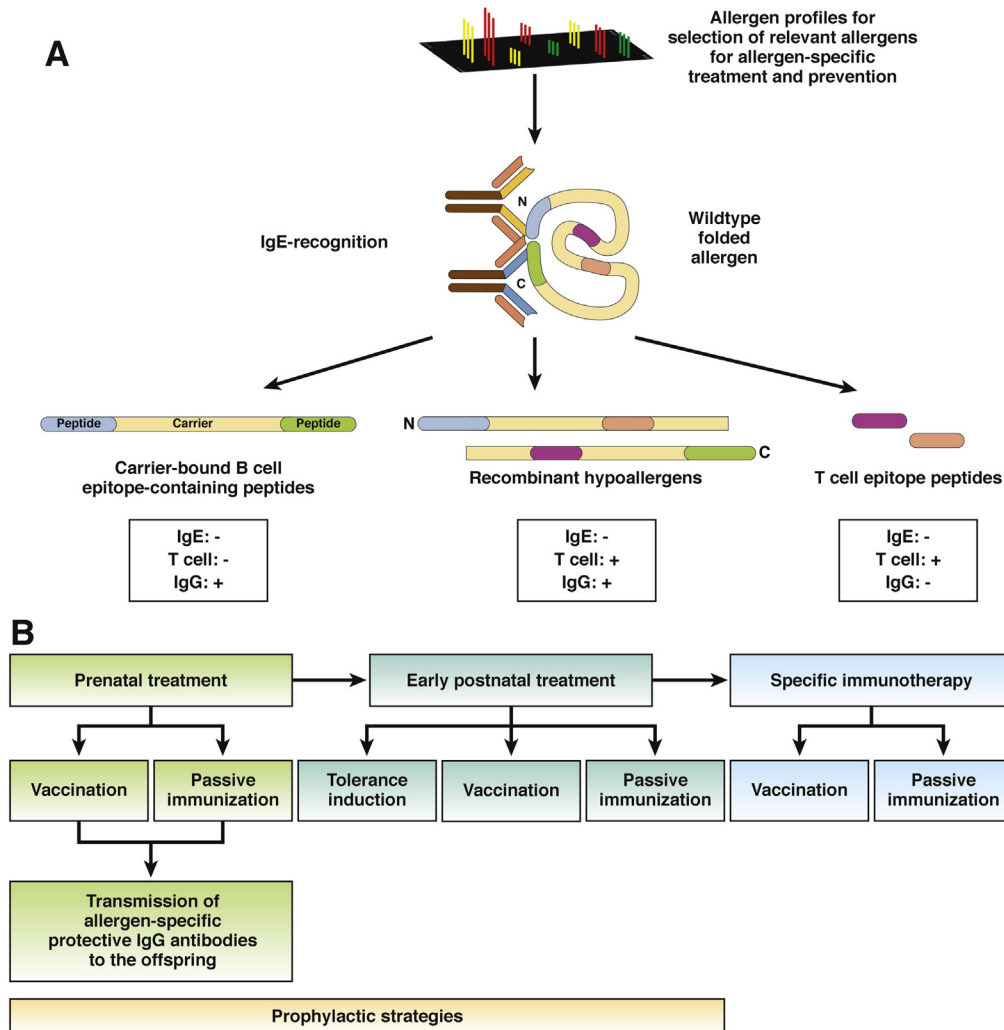 A
Allergen profiles for
selection of relevant allergens
for allergen-specific
treatment and prevention
IgE-recognition
N
C
Wildtype
folded
allergen
Peptide Carrier Peptide
N
C
Carrier-bound B cell
epitope-containing peptides
Recombinant hypoallergens
T cell epitope peptides
IgE: -
T cell: -
IgG: +
IgE: -
T cell: +
IgG: +
IgE: -
T cell: +
IgG: -
B
Prenatal treatment
Early postnatal treatment
Specific immunotherapy
Vaccination
Passive
immunization
Tolerance
induction
Vaccination
Passive
immunization
Vaccination
Passive
immunization
Transmission of
allergen-specific
protective IgG antibodies
to the offspring
Prophylactic strategies